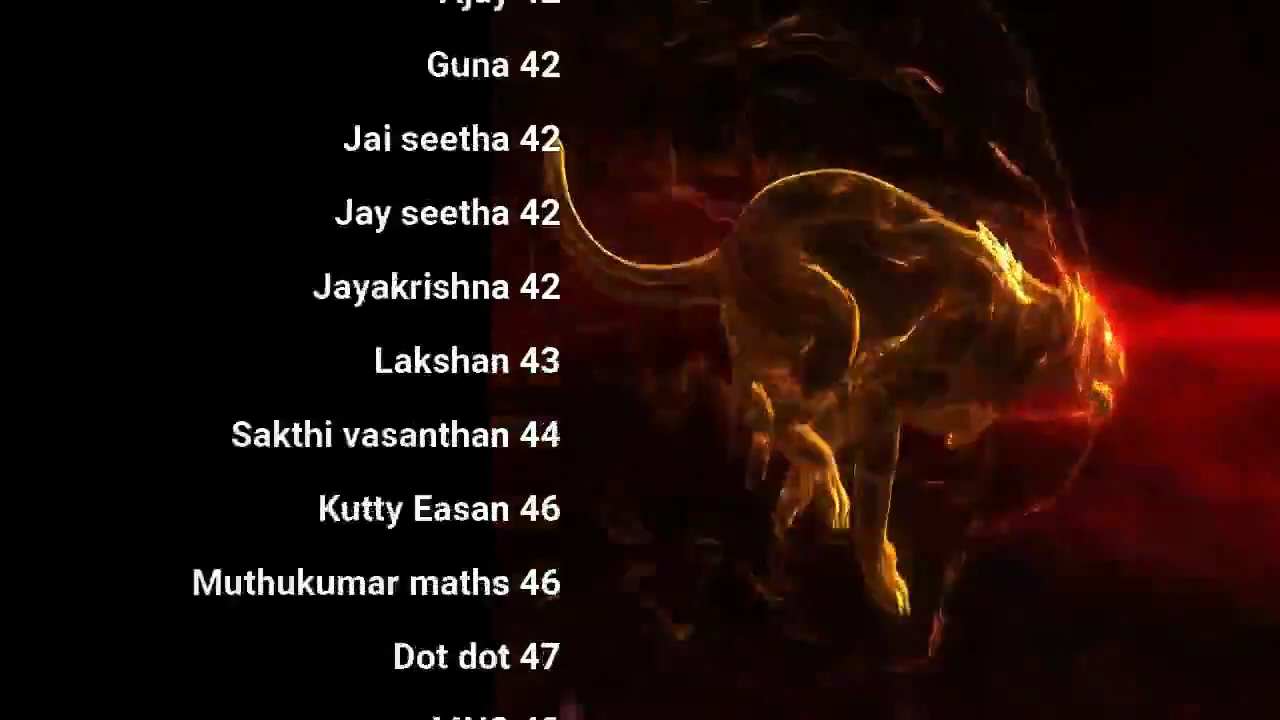 Guna 42
Jai seetha 42
Jay seetha 42
Jayakrishna 42
Lakshan 43
Sakthi vasanthan 44
Kutty Easan 46
Muthukumar maths 46
Dot dot 47